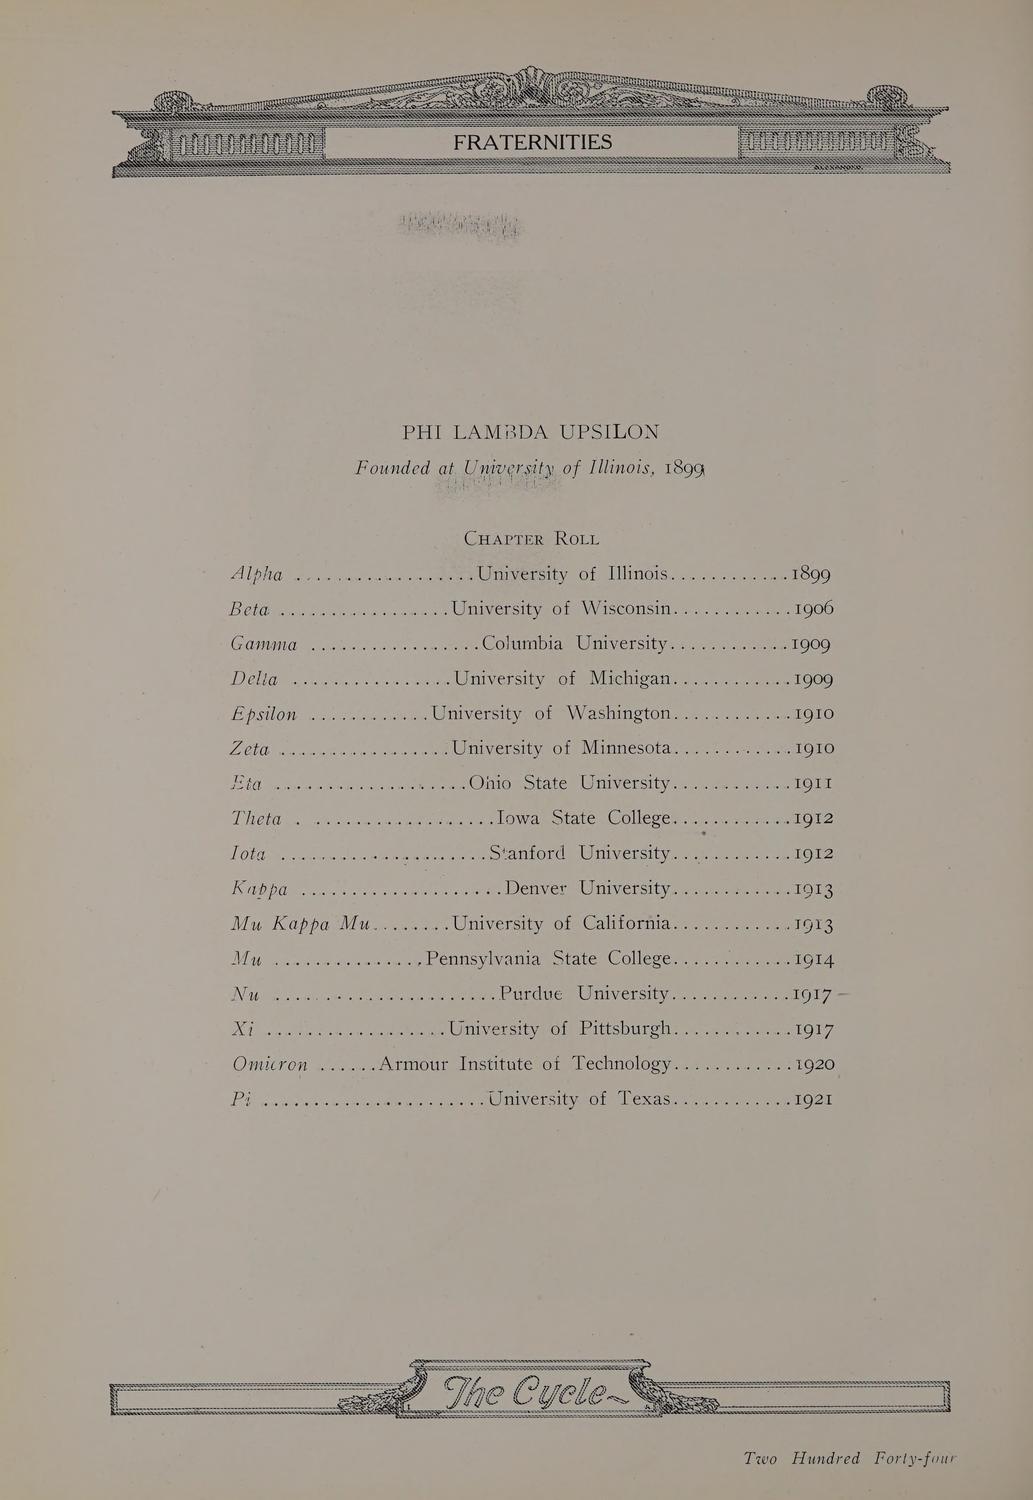 FRATERNITIES
ALEXANDER.
PHI LAMBDA UPSILON
Founded at University of Illinois, 1899
CHAPTER ROLL
Alpha ..................University of Illinois............1899
Beta .................University of Wisconsin............1906
Gamma .................Columbia University............1909
Delta ................University of Michigan............1909
Epsilon ............University of Washington............1910
Zeta .................University of Minnesota............1910
Eta ...................Ohio State University............1911
Theta . ..................Iowa State College............1912
Iota .....................Stanford University............1912
Kappa ....................Denver University............1913
Mu Kappa Mu........University of California............1913
Mu ...............Pennsylvania State College............1914
Nu ......................Purdue University............1917
Xi ..................University of Pittsburgh............1917
Omicron ......Armour Institute of Technology............1920
Pi ......................University of Texas............1921
The Cycle
Two Hundred Forty-four